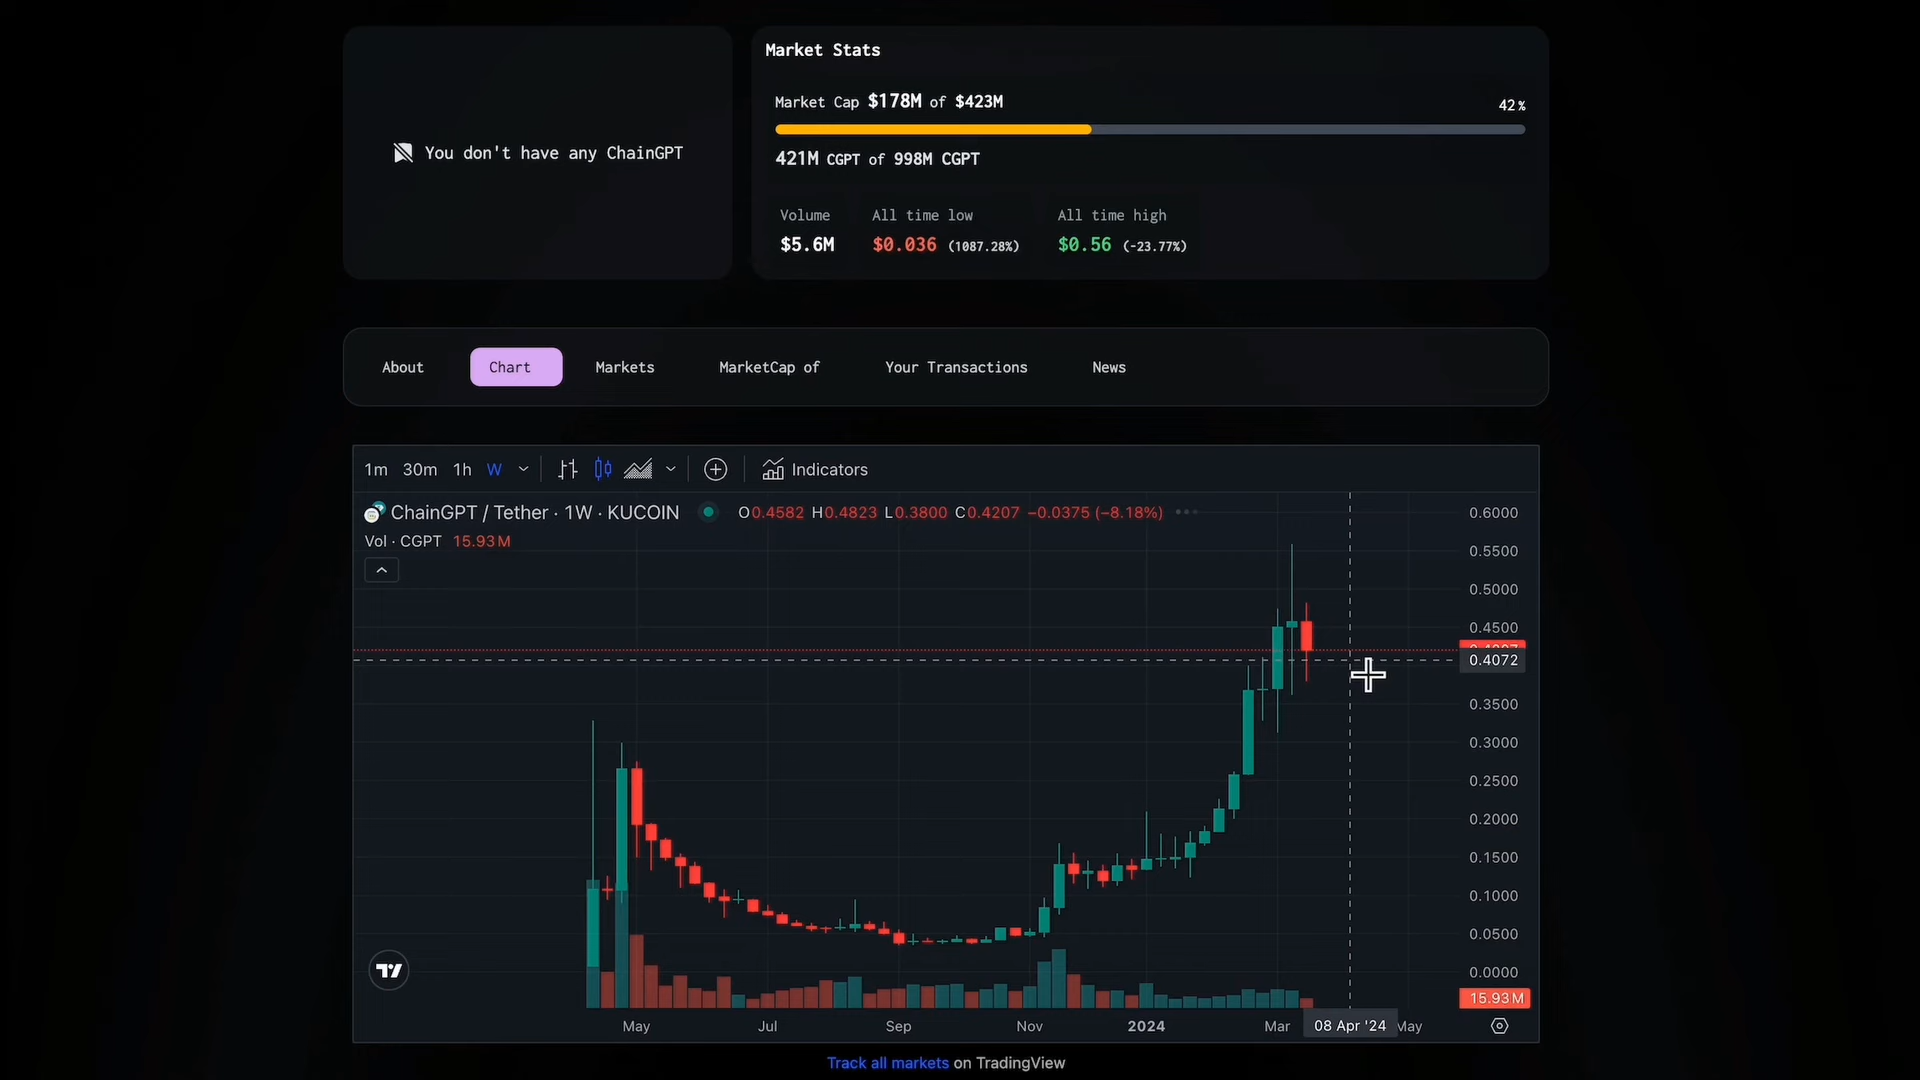 Market Stats
Market Cap $178M of $423M
42%
You don't have any ChainGPT
421M CGPT of 998M CGPT
Volume All time low All time high
$5.6M $0.036 (1087.28%) $0.56 (-23.77%)
About Chart Markets MarketCap of Your Transactions News
1m 30m 1h W Indicators
ChainGPT / Tether · 1W · KUCOIN O0.4582 H0.4823 L0.3800 C0.4207 −0.0375 (−8.18%)
Vol · CGPT 15.93M
0.6000
0.5500
0.5000
0.4500
0.4072
0.3500
0.3000
0.2500
0.2000
0.1500
0.1000
0.0500
0.0000
15.93M
May Jul Sep Nov 2024 Mar 08 Apr '24 May
Track all markets on TradingView